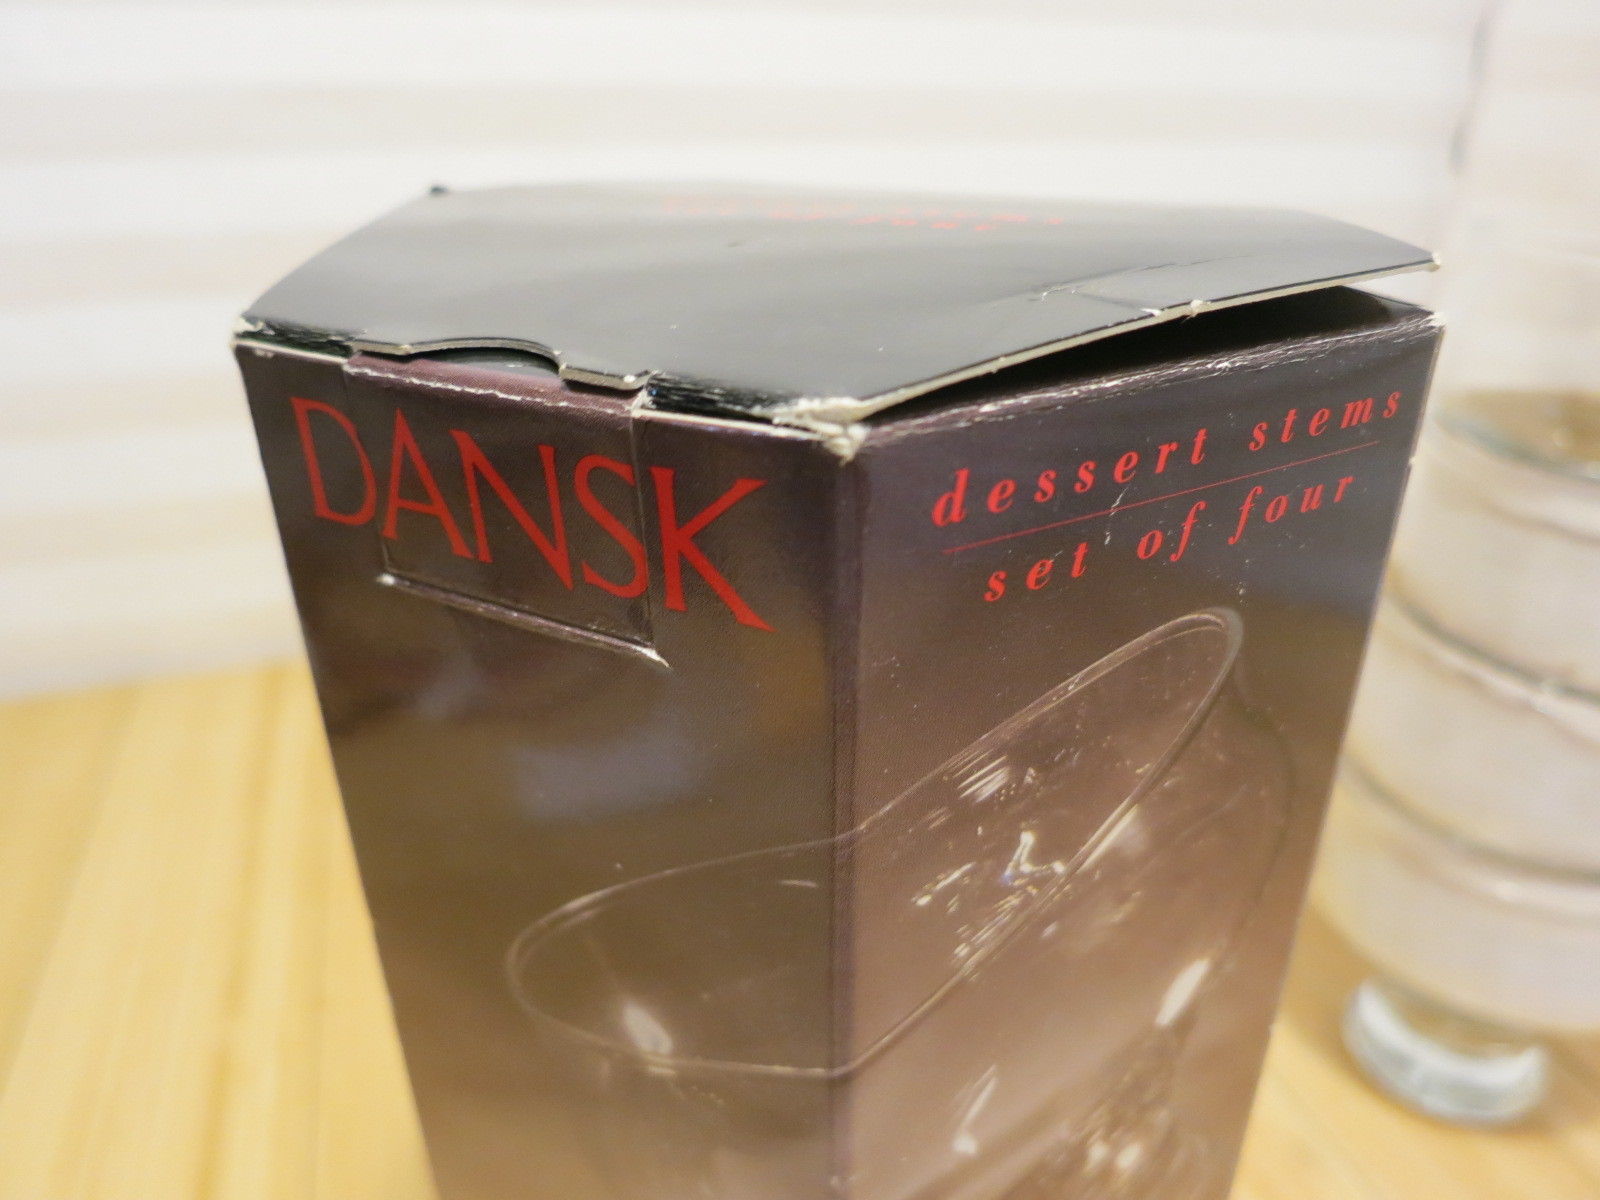 DANSK
dessert stems
set of four